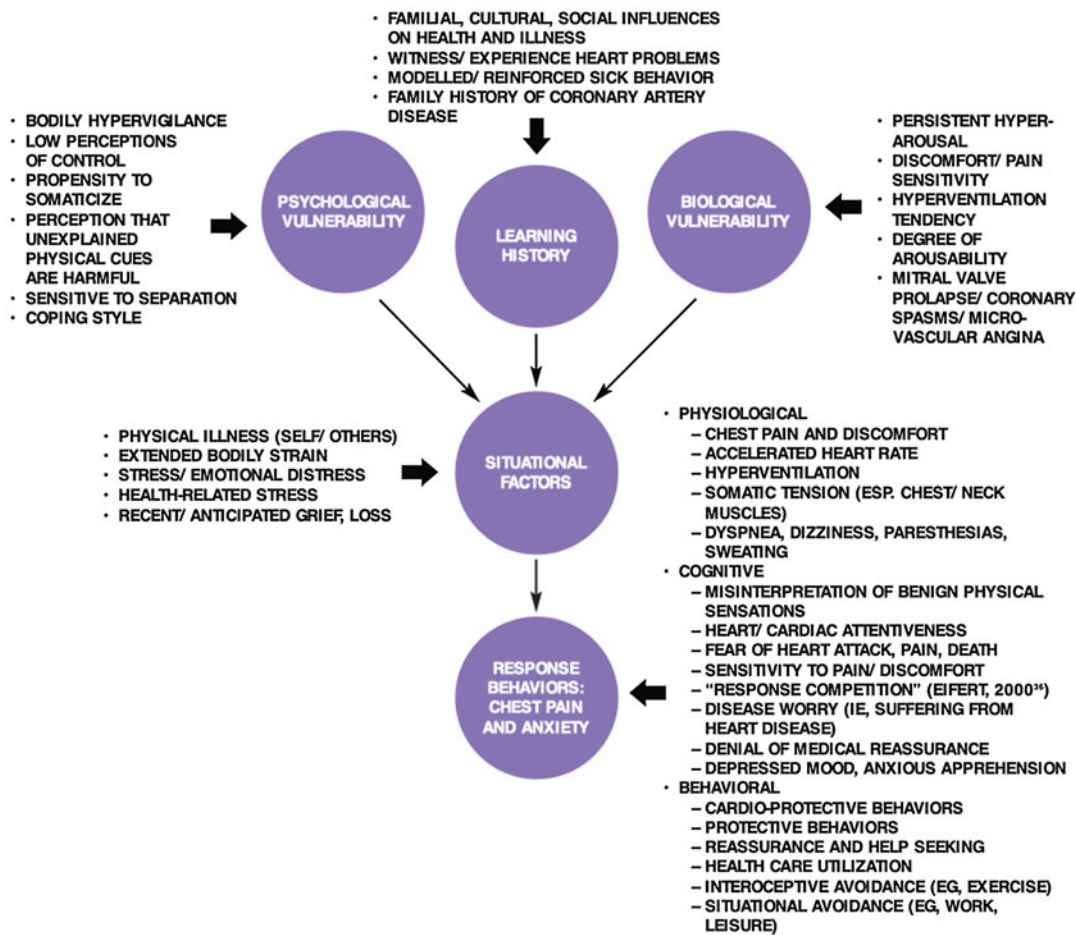 • FAMILIAL, CULTURAL, SOCIAL INFLUENCES
ON HEALTH AND ILLNESS
• WITNESS/ EXPERIENCE HEART PROBLEMS
• MODELLED/ REINFORCED SICK BEHAVIOR
• FAMILY HISTORY OF CORONARY ARTERY
DISEASE
• BODILY HYPERVIGILANCE
• LOW PERCEPTIONS
OF CONTROL
• PROPENSITY TO
SOMATICIZE
• PERCEPTION THAT
UNEXPLAINED
PHYSICAL CUES
ARE HARMFUL
• SENSITIVE TO SEPARATION
• COPING STYLE
PSYCHOLOGICAL
VULNERABILITY
LEARNING
HISTORY
BIOLOGICAL
VULNERABILITY
• PERSISTENT HYPER-
AROUSAL
• DISCOMFORT/ PAIN
SENSITIVITY
• HYPERVENTILATION
TENDENCY
• DEGREE OF
AROUSABILITY
• MITRAL VALVE
PROLAPSE/ CORONARY
SPASMS/ MICRO-
VASCULAR ANGINA
• PHYSICAL ILLNESS (SELF/ OTHERS)
• EXTENDED BODILY STRAIN
• STRESS/ EMOTIONAL DISTRESS
• HEALTH-RELATED STRESS
• RECENT/ ANTICIPATED GRIEF, LOSS
SITUATIONAL
FACTORS
RESPONSE
BEHAVIORS:
CHEST PAIN
AND ANXIETY
• PHYSIOLOGICAL
– CHEST PAIN AND DISCOMFORT
– ACCELERATED HEART RATE
– HYPERVENTILATION
– SOMATIC TENSION (ESP. CHEST/ NECK
MUSCLES)
– DYSPNEA, DIZZINESS, PARESTHESIAS,
SWEATING
• COGNITIVE
– MISINTERPRETATION OF BENIGN PHYSICAL
SENSATIONS
– HEART/ CARDIAC ATTENTIVENESS
– FEAR OF HEART ATTACK, PAIN, DEATH
– SENSITIVITY TO PAIN/ DISCOMFORT
– “RESPONSE COMPETITION” (EIFERT, 2000³⁶)
– DISEASE WORRY (IE, SUFFERING FROM
HEART DISEASE)
– DENIAL OF MEDICAL REASSURANCE
– DEPRESSED MOOD, ANXIOUS APPREHENSION
• BEHAVIORAL
– CARDIO-PROTECTIVE BEHAVIORS
– PROTECTIVE BEHAVIORS
– REASSURANCE AND HELP SEEKING
– HEALTH CARE UTILIZATION
– INTEROCEPTIVE AVOIDANCE (EG, EXERCISE)
– SITUATIONAL AVOIDANCE (EG, WORK,
LEISURE)